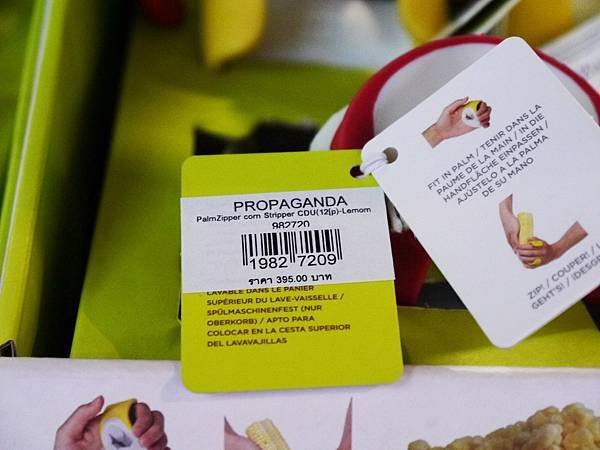 PROPAGANDA
PalmZipper corn Stripper CDU(12[p)-Lemom
982720
1982 7209
ราคา 395.00 บาท
LAVABLE DANS LE PANIER
SUPÉRIEUR DU LAVE-VAISSELLE /
SPÜLMASCHINENFEST (NUR
OBERKORB) / APTO PARA
COLOCAR EN LA CESTA SUPERIOR
DEL LAVAVAJILLAS
FIT IN PALM / TENIR DANS LA
PAUME DE LA MAIN / IN DIE
HANDFLÄCHE EINPASSEN /
AJÚSTELO A LA PALMA
DE SU MANO
ZIP! / COUPER! /
GEHT'S! /